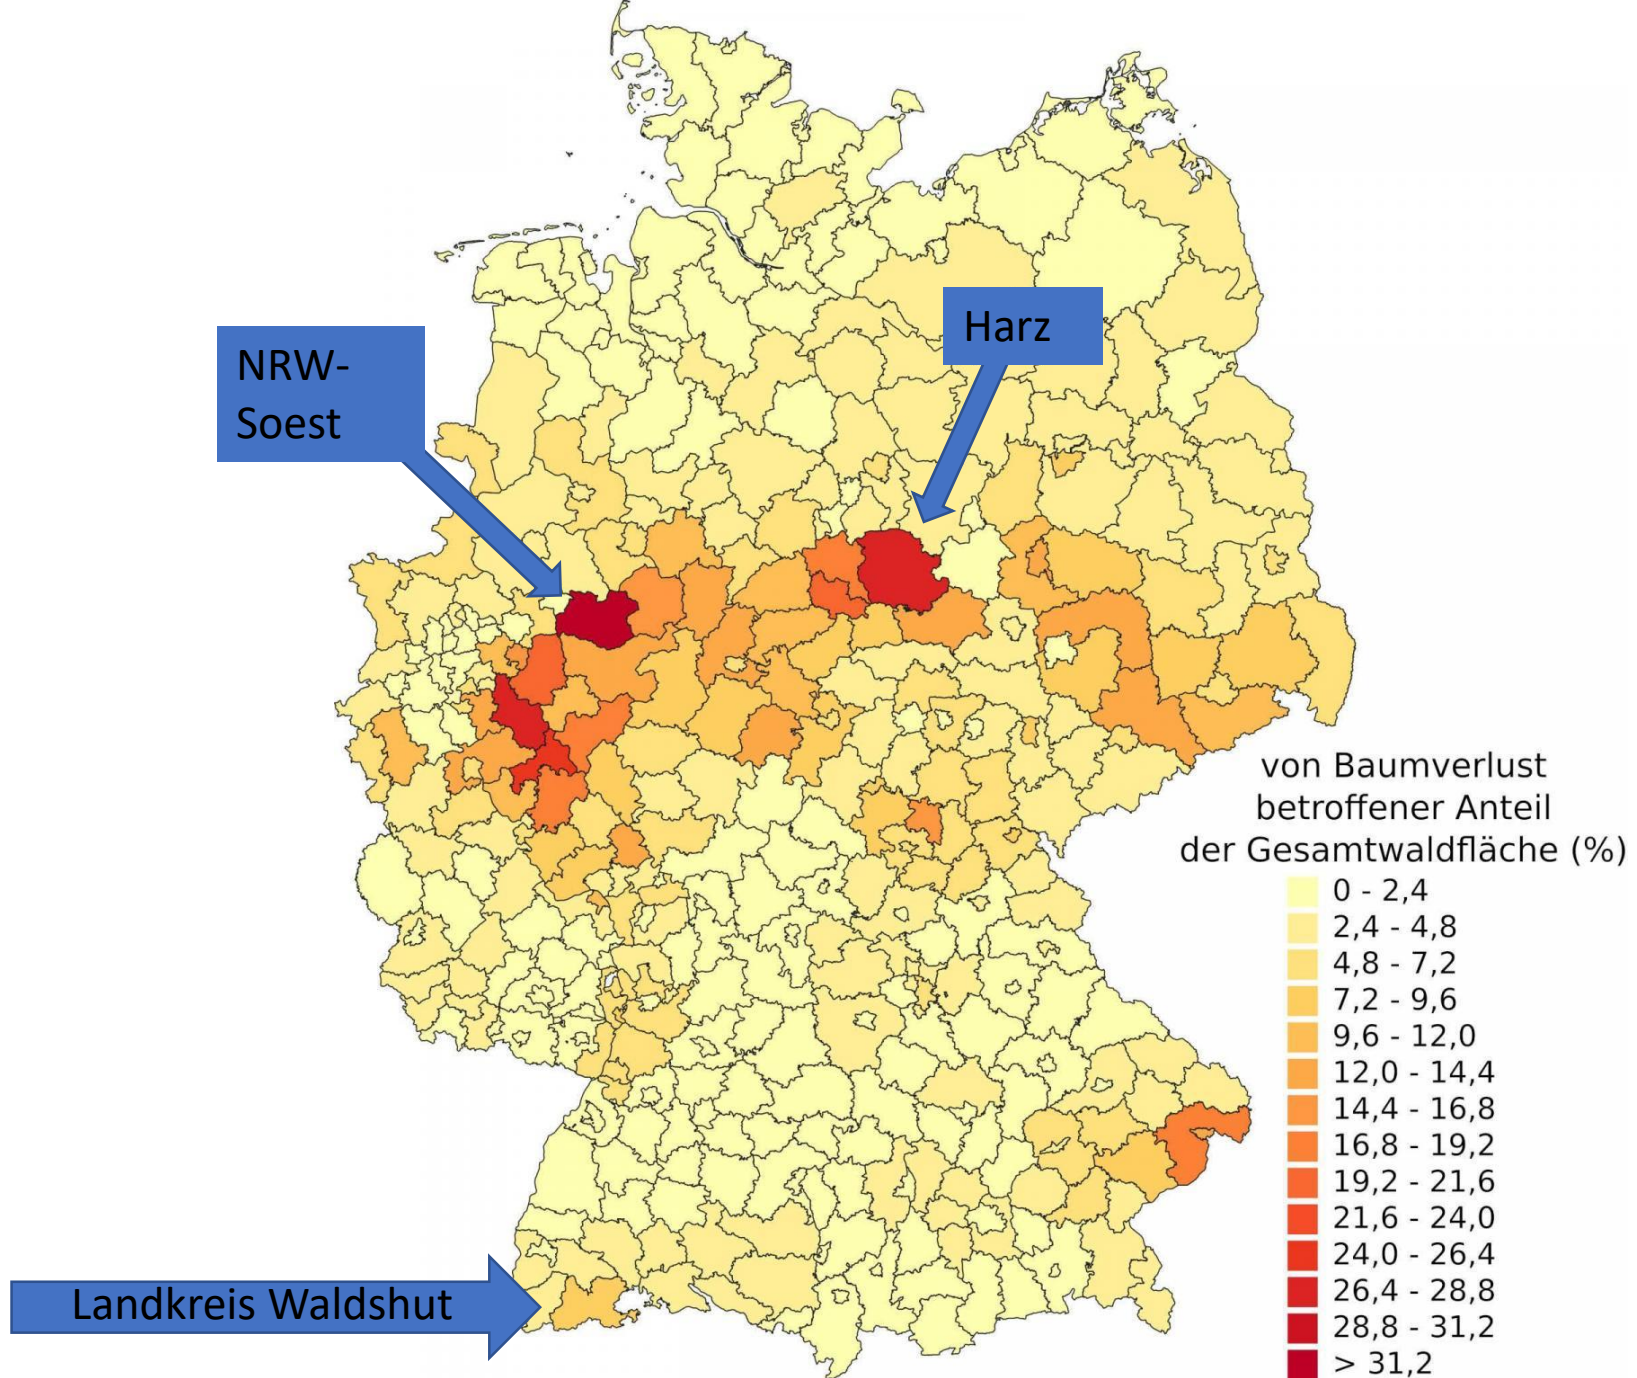 Harz
NRW-
Soest
von Baumverlust
betroffener Anteil
der Gesamtwaldfläche (%)
0 - 2,4
2,4 - 4,8
4,8 - 7,2
7,2 - 9,6
9,6 - 12,0
12,0 - 14,4
14,4 - 16,8
16,8 - 19,2
19,2 - 21,6
21,6 - 24,0
24,0 - 26,4
26,4 - 28,8
28,8 - 31,2
> 31,2
Landkreis Waldshut